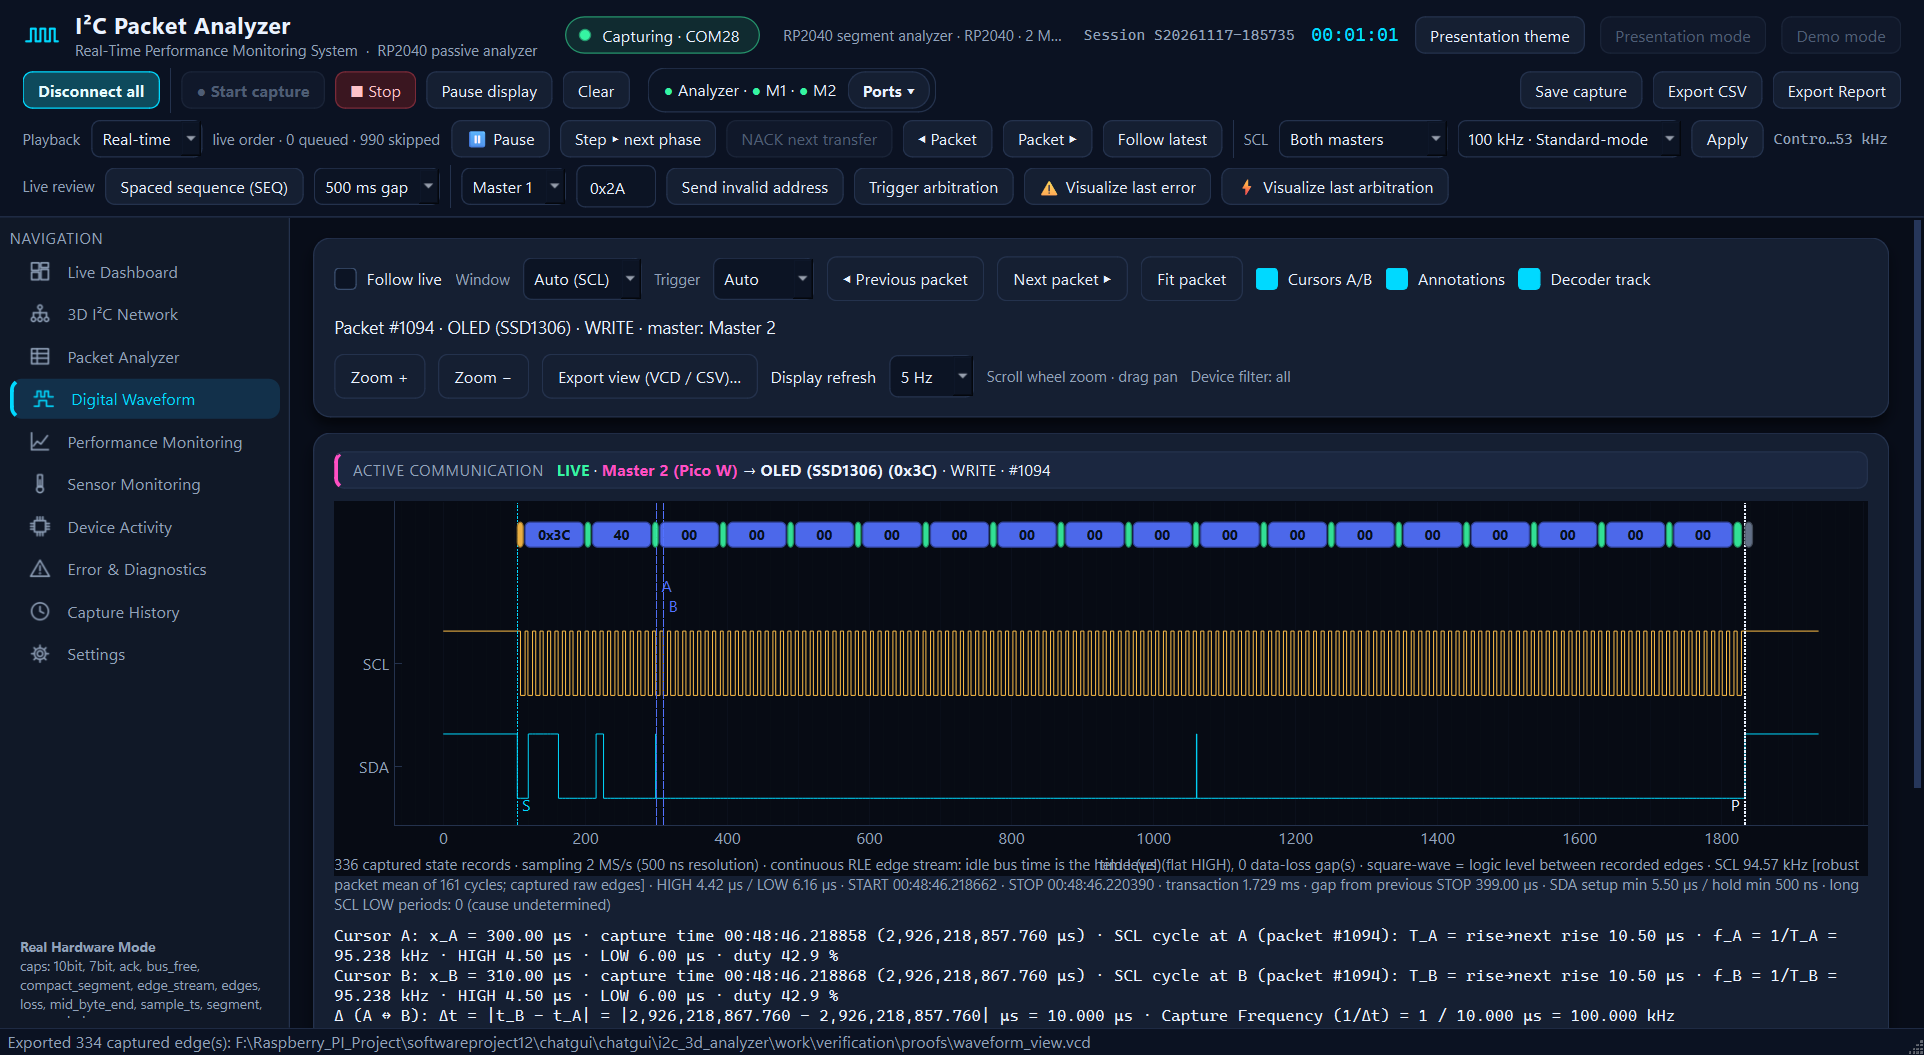 I²C Packet Analyzer
Real-Time Performance Monitoring System · RP2040 passive analyzer
Capturing · COM28
RP2040 segment analyzer · RP2040 · 2 M...
Session S20261117-185735
00:01:01
Presentation theme
Presentation mode
Demo mode
Disconnect all
● Start capture
Stop
Pause display
Clear
● Analyzer · ● M1 · ● M2
Ports ▾
Save capture
Export CSV
Export Report
Playback
Real-time
live order · 0 queued · 990 skipped
Pause
Step ▸ next phase
NACK next transfer
◂ Packet
Packet ▸
Follow latest
SCL
Both masters
100 kHz · Standard-mode
Apply
Contro…53 kHz
Live review
Spaced sequence (SEQ)
500 ms gap
Master 1
0x2A
Send invalid address
Trigger arbitration
Visualize last error
Visualize last arbitration
NAVIGATION
Live Dashboard
3D I²C Network
Packet Analyzer
Digital Waveform
Performance Monitoring
Sensor Monitoring
Device Activity
Error & Diagnostics
Capture History
Settings
Real Hardware Mode
caps: 10bit, 7bit, ack, bus_free,
compact_segment, edge_stream, edges,
loss, mid_byte_end, sample_ts, segment,
Follow live
Window
Auto (SCL)
Trigger
Auto
◂ Previous packet
Next packet ▸
Fit packet
Cursors A/B
Annotations
Decoder track
Packet #1094 · OLED (SSD1306) · WRITE · master: Master 2
Zoom +
Zoom −
Export view (VCD / CSV)...
Display refresh
5 Hz
Scroll wheel zoom · drag pan
Device filter: all
ACTIVE COMMUNICATION LIVE · Master 2 (Pico W) → OLED (SSD1306) (0x3C) · WRITE · #1094
0x3C 40 00 00 00 00 00 00 00 00 00 00 00 00 00 00 00 00
A
B
SCL
SDA
S
P
0 200 400 600 800 1000 1200 1400 1600 1800
336 captured state records · sampling 2 MS/s (500 ns resolution) · continuous RLE edge stream: idle bus time is the (flat HIGH), 0 data-loss gap(s) · square-wave = logic level between recorded edges · SCL 94.57 kHz [robust
packet mean of 161 cycles; captured raw edges] · HIGH 4.42 µs / LOW 6.16 µs · START 00:48:46.218662 · STOP 00:48:46.220390 · transaction 1.729 ms · gap from previous STOP 399.00 µs · SDA setup min 5.50 µs / hold min 500 ns · long
SCL LOW periods: 0 (cause undetermined)
Cursor A: x_A = 300.00 µs · capture time 00:48:46.218858 (2,926,218,857.760 µs) · SCL cycle at A (packet #1094): T_A = rise→next rise 10.50 µs · f_A = 1/T_A =
95.238 kHz · HIGH 4.50 µs · LOW 6.00 µs · duty 42.9 %
Cursor B: x_B = 310.00 µs · capture time 00:48:46.218868 (2,926,218,867.760 µs) · SCL cycle at B (packet #1094): T_B = rise→next rise 10.50 µs · f_B = 1/T_B =
95.238 kHz · HIGH 4.50 µs · LOW 6.00 µs · duty 42.9 %
Δ (A ↔ B): Δt = |t_B − t_A| = |2,926,218,867.760 − 2,926,218,857.760| µs = 10.000 µs · Capture Frequency (1/Δt) = 1 / 10.000 µs = 100.000 kHz
Exported 334 captured edge(s): F:\Raspberry_PI_Project\softwareproject12\chatgui\chatgui\i2c_3d_analyzer\work\verification\proofs\waveform_view.vcd